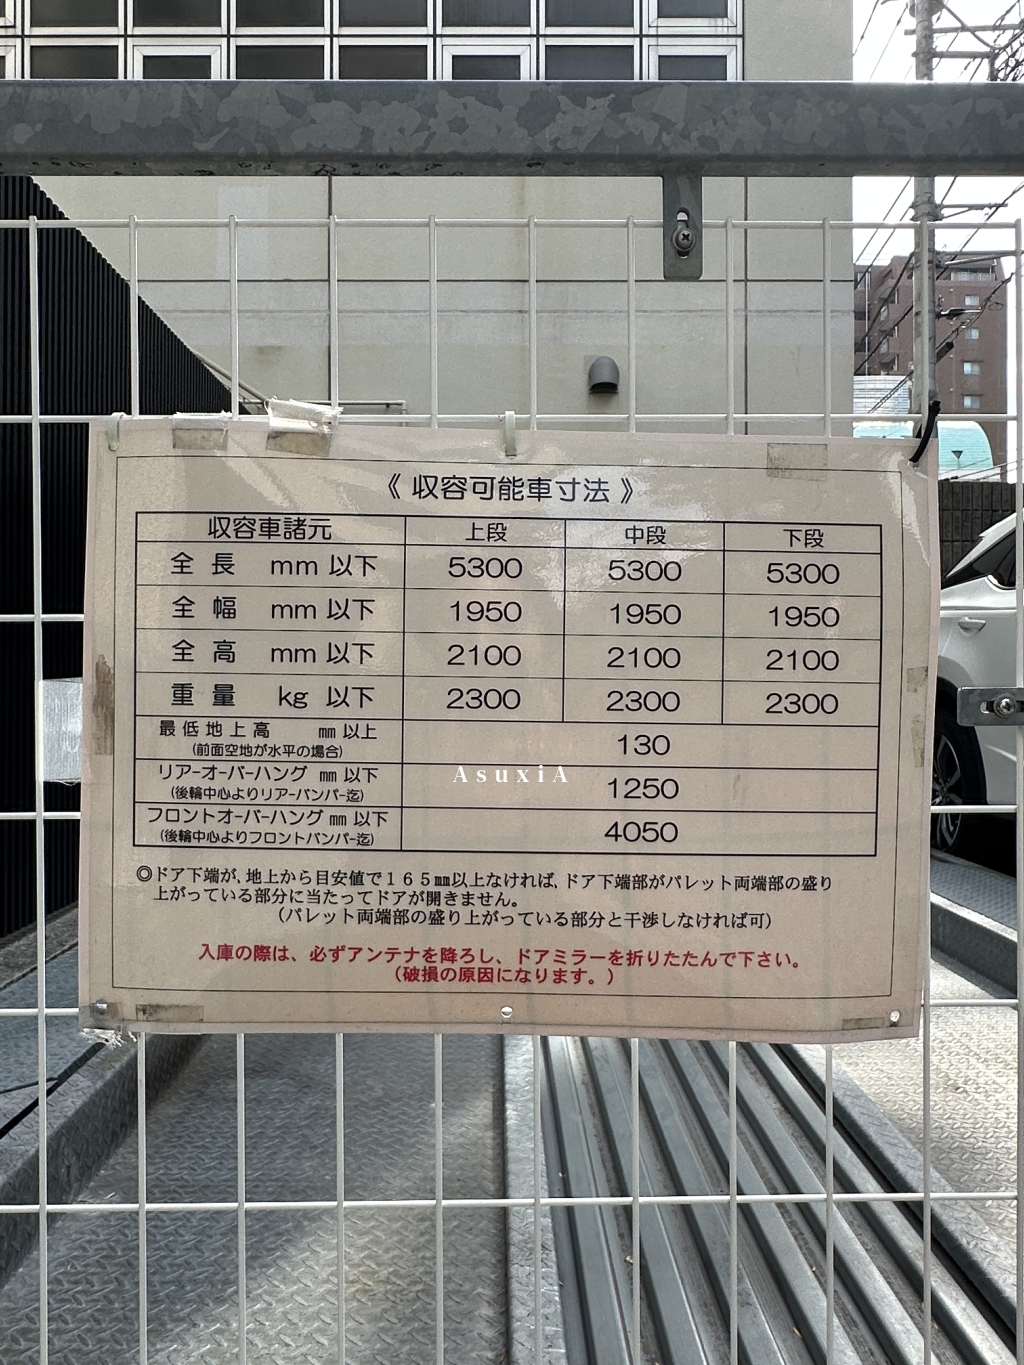 《 収容可能車寸法 》
収容車諸元 上段 中段 下段
全 長 mm 以下 5300 5300 5300
全 幅 mm 以下 1950 1950 1950
全 高 mm 以下 2100 2100 2100
重 量 kg 以下 2300 2300 2300
最 低 地 上 高 ㎜ 以上
(前面空地が水平の場合)
130
リアｰオｰバｰハング ㎜ 以下
(後輪中心よりリアｰバンパｰ迄)
1250
フロントオｰバｰハング ㎜ 以下
(後輪中心よりフロントバンパｰ迄)
4050
AsuxiA
◎ドア下端が、地上から目安値で１６５㎜以上なければ、ドア下端部がパレット両端部の盛り
上がっている部分に当たってドアが開きません。
（パレット両端部の盛り上がっている部分と干渉しなければ可）
入庫の際は、必ずアンテナを降ろし、ドアミラーを折りたたんで下さい。
（破損の原因になります。）